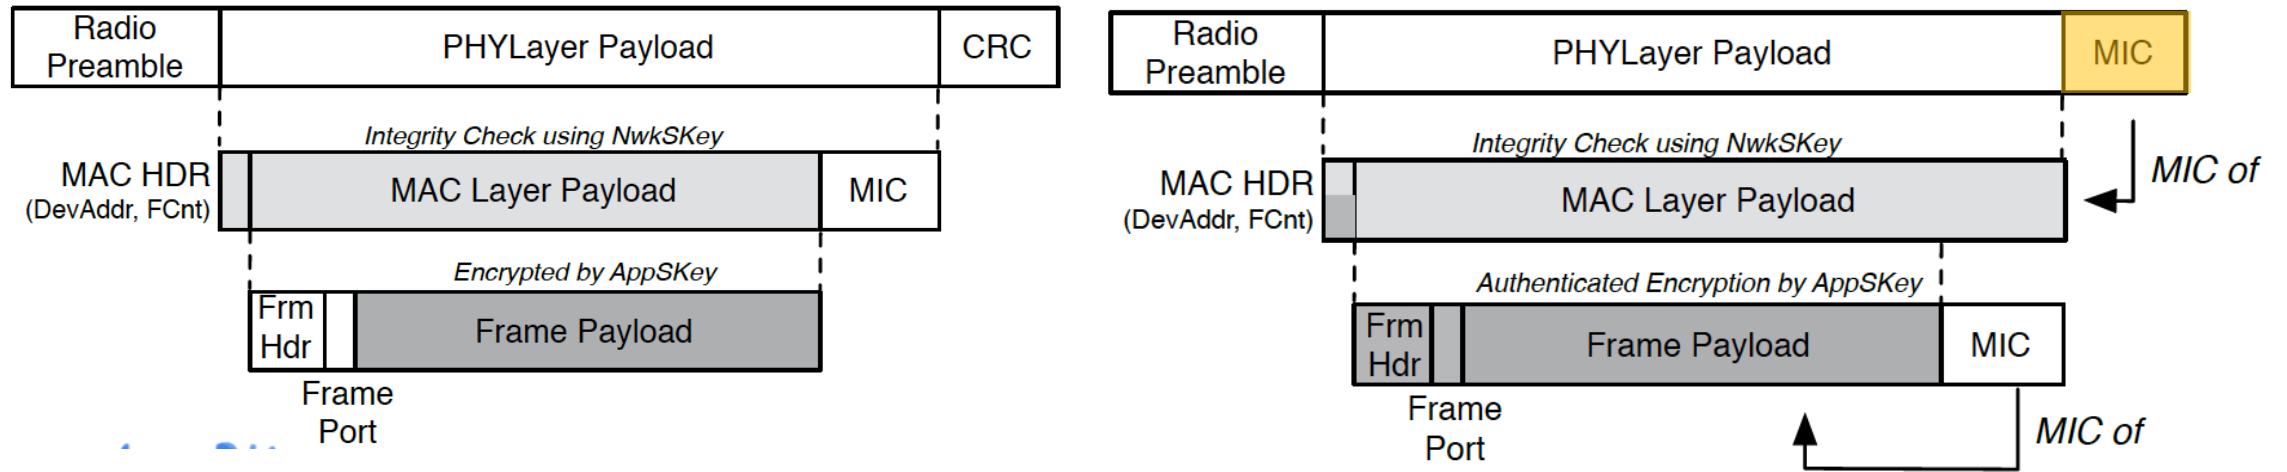 Radio
Preamble
PHYLayer Payload
CRC
Integrity Check using NwkSKey
MAC HDR
(DevAddr, FCnt)
MAC Layer Payload
MIC
Encrypted by AppSKey
Frm
Hdr
Frame Payload
Frame
Port
Radio
Preamble
PHYLayer Payload
MIC
Integrity Check using NwkSKey
MIC of
MAC HDR
(DevAddr, FCnt)
MAC Layer Payload
Authenticated Encryption by AppSKey
Frm
Hdr
Frame Payload
MIC
Frame
Port
MIC of